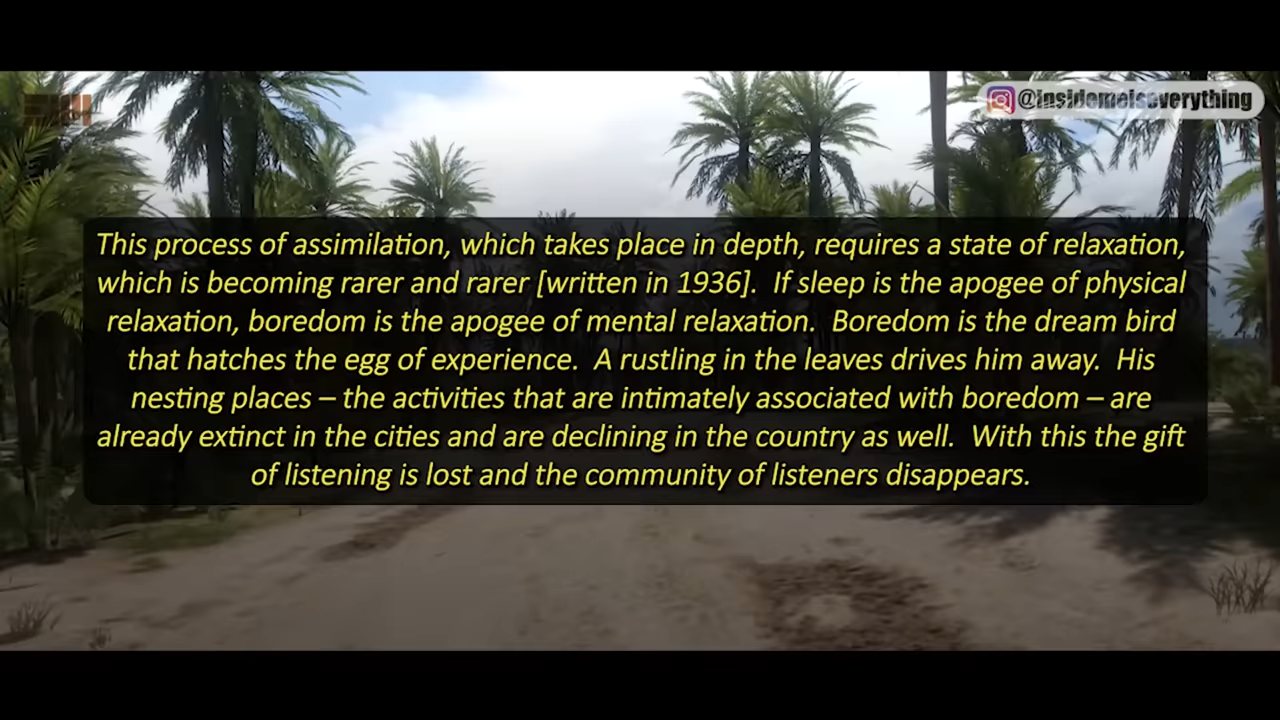 @insidemeiseverything
This process of assimilation, which takes place in depth, requires a state of relaxation,
which is becoming rarer and rarer [written in 1936].  If sleep is the apogee of physical
relaxation, boredom is the apogee of mental relaxation.  Boredom is the dream bird
that hatches the egg of experience.  A rustling in the leaves drives him away.  His
nesting places – the activities that are intimately associated with boredom – are
already extinct in the cities and are declining in the country as well.  With this the gift
of listening is lost and the community of listeners disappears.